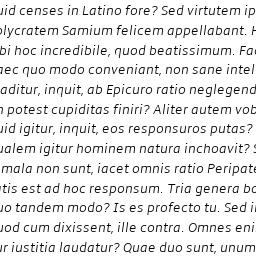 uid censes in Latino fore? Sed virtutem ip
olycratem Samium felicem appellabant. H
bi hoc incredibile, quod beatissimum. Fac
aec quo modo conveniant, non sane intel
aditur, inquit, ab Epicuro ratio neglegend
n potest cupiditas finiri? Aliter autem vob
uid igitur, inquit, eos responsuros putas?
ualem igitur hominem natura inchoavit? S
mala non sunt, iacet omnis ratio Peripate
atis est ad hoc responsum. Tria genera bo
uo tandem modo? Is es profecto tu. Sed i
uod cum dixissent, ille contra. Omnes eni
ur iustitia laudatur? Quae duo sunt, unum